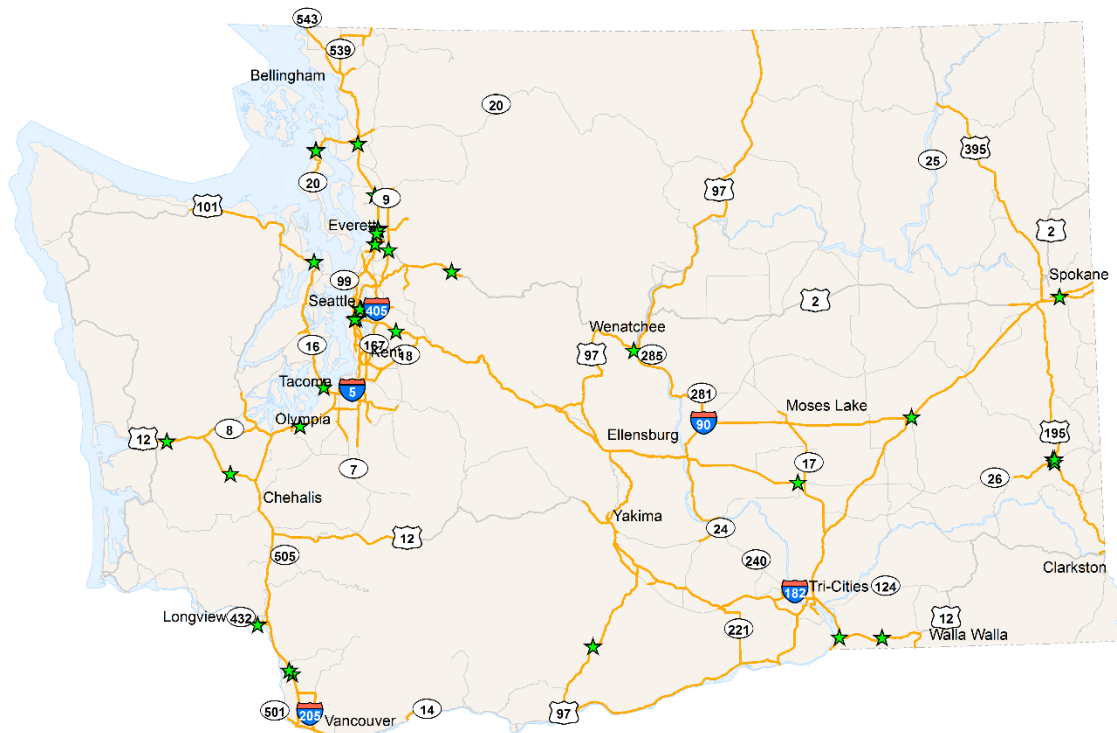 543
539
Bellingham
20
395
25
20
9
97
101
Everett
2
Spokane
99
Seattle
405
2
Wenatchee
16
167
Kent
18
97
285
Tacoma
5
281
Moses Lake
Olympia
8
12
Ellensburg
90
195
7
17
26
Chehalis
Yakima
24
12
505
240
Clarkston
182
Tri-Cities
124
Longview
432
221
12
Walla Walla
501
205
Vancouver
14
97